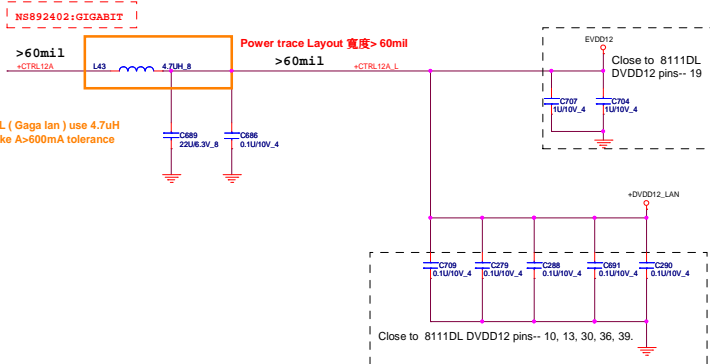 NS892402:GIGABIT
>60mil
+CTRL12A
L43
4.7UH_8
Power trace Layout 寬度> 60mil
>60mil
+CTRL12A_L
EVDD12
Close to 8111DL
DVDD12 pins-- 19
C707
1U/10V_4
C704
1U/10V_4
L ( Gaga lan ) use 4.7uH
ke A>600mA tolerance
C689
22U/6.3V_8
C686
0.1U/10V_4
+DVDD12_LAN
C709
0.1U/10V_4
C279
0.1U/10V_4
C288
0.1U/10V_4
C691
0.1U/10V_4
C290
0.1U/10V_4
Close to 8111DL DVDD12 pins-- 10, 13, 30, 36, 39.